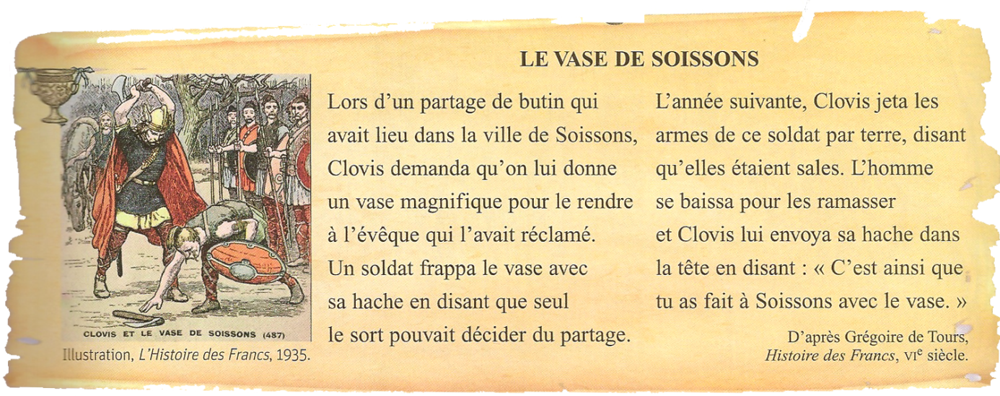 LE VASE DE SOISSONS
Lors d’un partage de butin qui
avait lieu dans la ville de Soissons,
Clovis demanda qu’on lui donne
un vase magnifique pour le rendre
à l’évêque qui l’avait réclamé.
Un soldat frappa le vase avec
sa hache en disant que seul
le sort pouvait décider du partage.
L’année suivante, Clovis jeta les
armes de ce soldat par terre, disant
qu’elles étaient sales. L’homme
se baissa pour les ramasser
et Clovis lui envoya sa hache dans
la tête en disant : « C’est ainsi que
tu as fait à Soissons avec le vase. »
D’après Grégoire de Tours,
Histoire des Francs, VIe siècle.
CLOVIS ET LE VASE DE SOISSONS (487)
Illustration, L’Histoire des Francs, 1935.